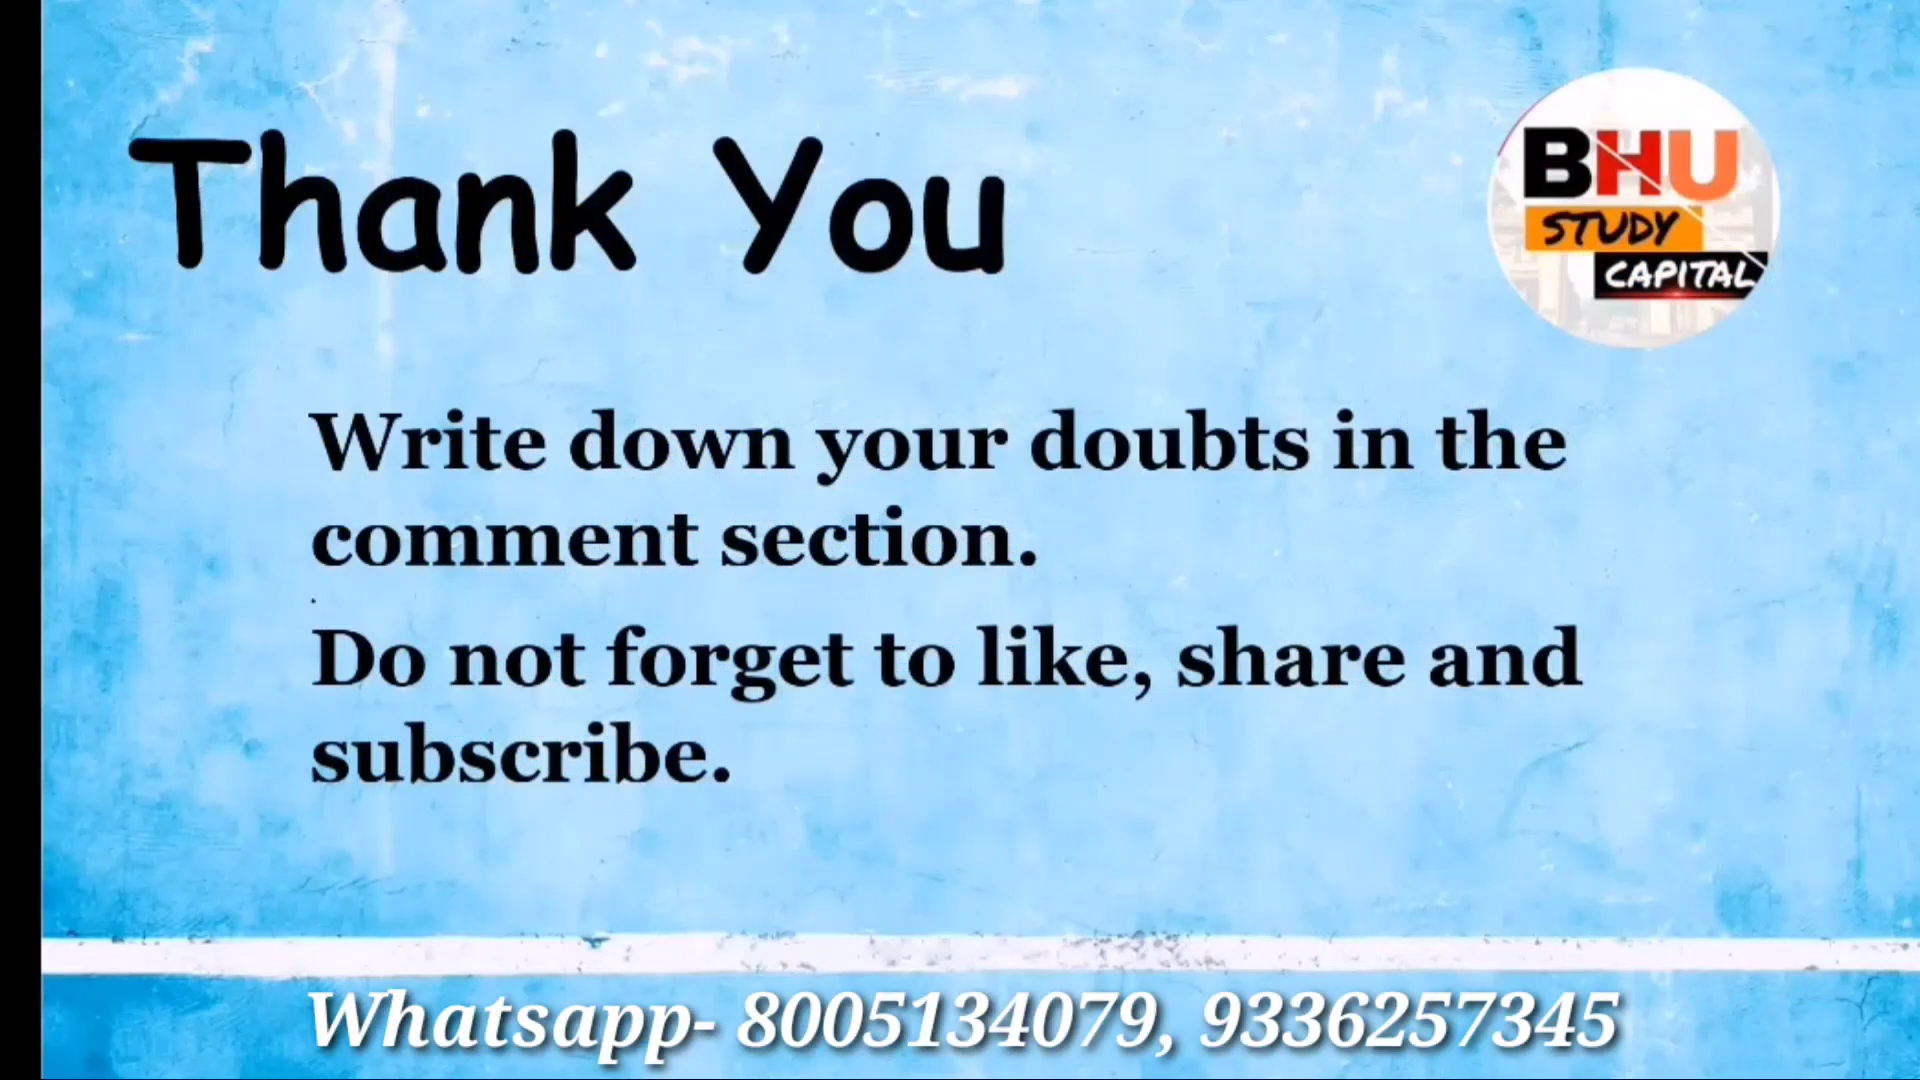 Thank You
BHU
STUDY
CAPITAL
Write down your doubts in the
comment section.
.
Do not forget to like, share and
subscribe.
Whatsapp- 8005134079, 9336257345